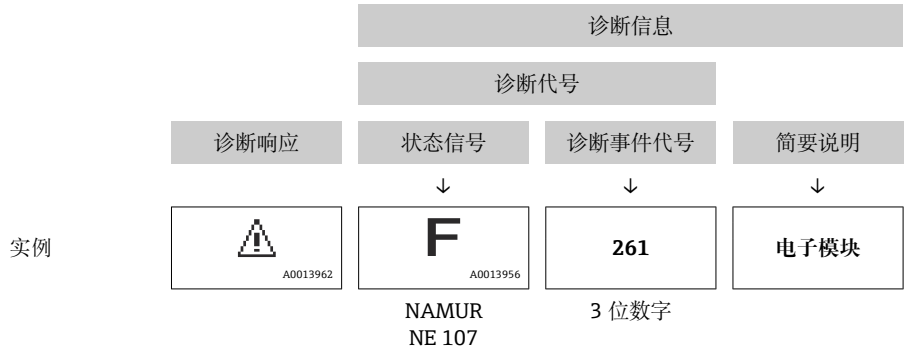 诊断信息
诊断代号
诊断响应 状态信号 诊断事件代号 简要说明
↓ ↓ ↓
实例 F 261 电子模块
A0013962 A0013956
NAMUR 3 位数字
NE 107